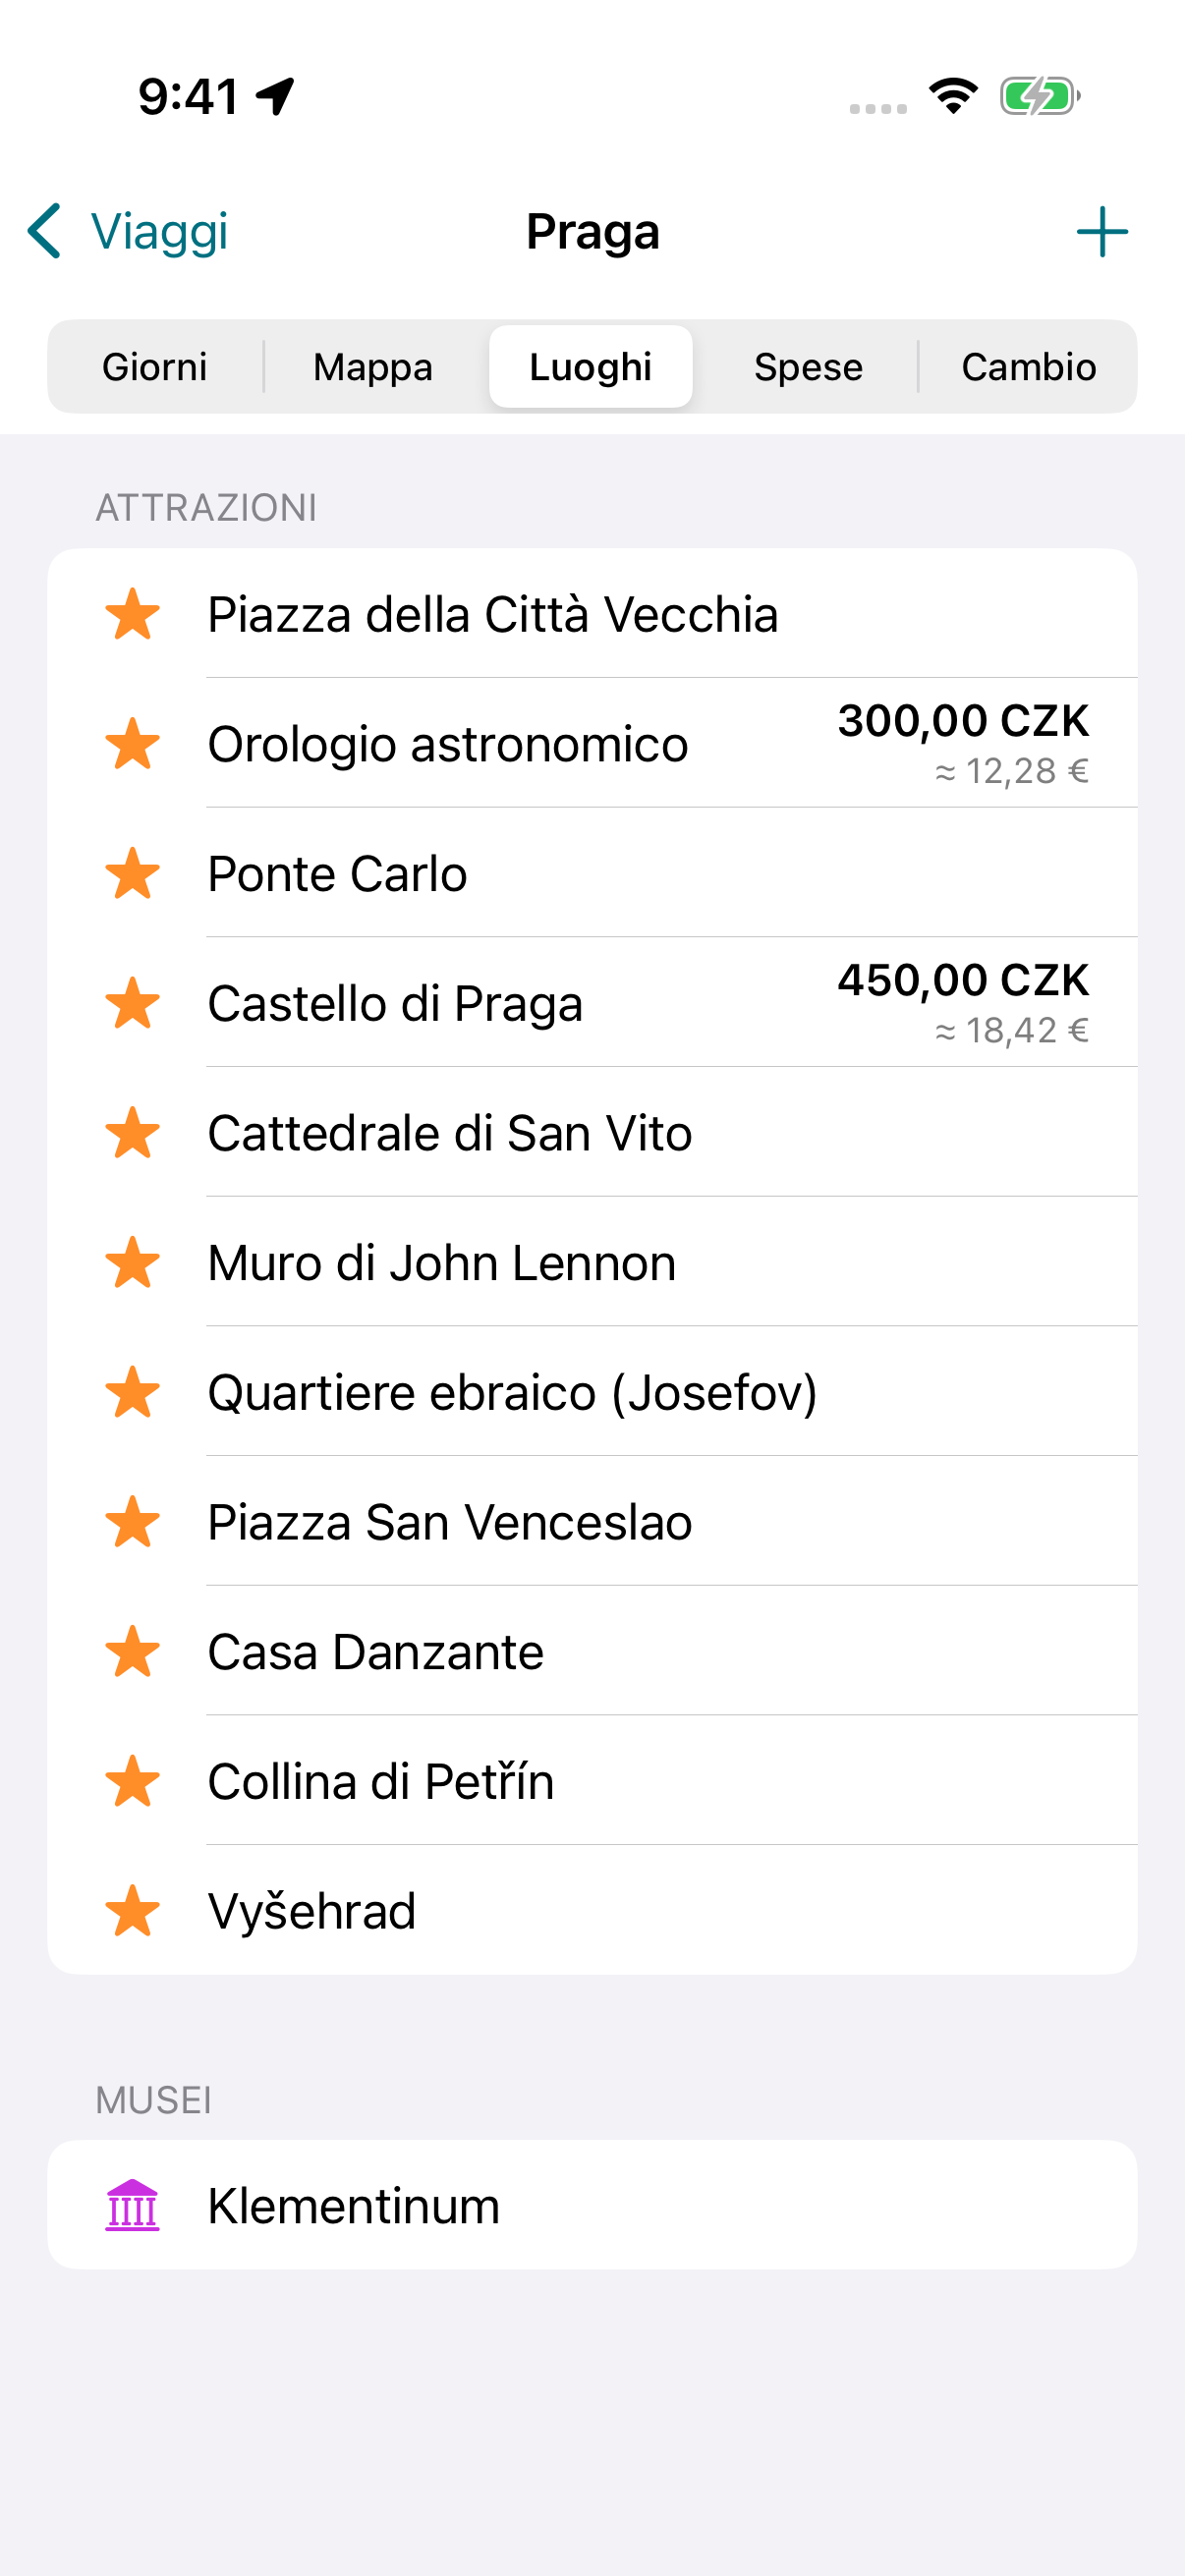 9:41
Viaggi
Praga
Giorni
Mappa
Luoghi
Spese
Cambio
ATTRAZIONI
Piazza della Città Vecchia
Orologio astronomico
300,00 CZK
≈ 12,28 €
Ponte Carlo
Castello di Praga
450,00 CZK
≈ 18,42 €
Cattedrale di San Vito
Muro di John Lennon
Quartiere ebraico (Josefov)
Piazza San Venceslao
Casa Danzante
Collina di Petřín
Vyšehrad
MUSEI
Klementinum